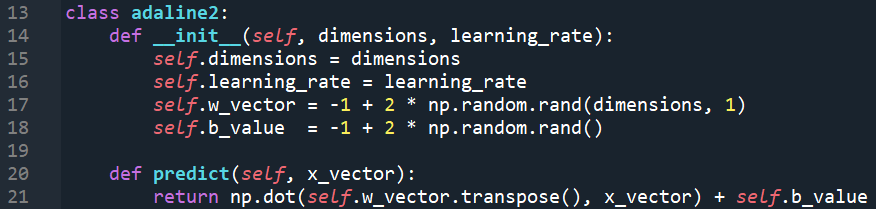 13 class adaline2:
14     def __init__(self, dimensions, learning_rate):
15         self.dimensions = dimensions
16         self.learning_rate = learning_rate
17         self.w_vector = -1 + 2 * np.random.rand(dimensions, 1)
18         self.b_value  = -1 + 2 * np.random.rand()
19
20     def predict(self, x_vector):
21         return np.dot(self.w_vector.transpose(), x_vector) + self.b_value